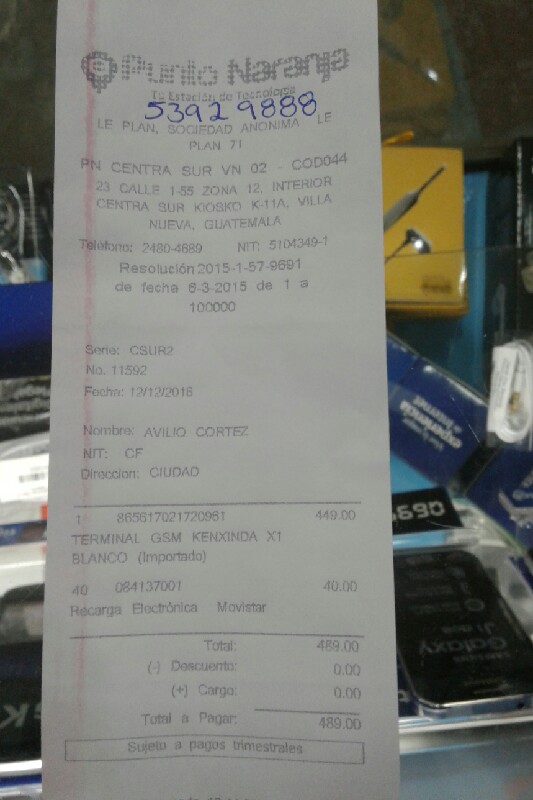 Punto Naranja
Tu Estación de Tecnología
5392 9888
LE PLAN, SOCIEDAD ANONIMA LE
PLAN 71
PN CENTRA SUR VN 02 - COD044
23 CALLE 1-55 ZONA 12, INTERIOR
CENTRA SUR KIOSKO K-11A, VILLA
NUEVA, GUATEMALA
Teléfono: 2480-4689 NIT: 5104349-1
Resolución 2015-1-57-9691
de fecha 6-3-2015 de 1 a
100000
Serie: CSUR2
No. 11592
Fecha: 12/12/2016
Nombre: AVILIO CORTEZ
NIT: CF
Direccion: CIUDAD
1 865617021720961 449.00
TERMINAL GSM KENXINDA X1
BLANCO (Importado)
40 084137001 40.00
Recarga Electrónica Movistar
Total: 489.00
(-) Descuento: 0.00
(+) Cargo: 0.00
Total a Pagar: 489.00
Sujeto a pagos trimestrales
experiencia
SAMSUNG
Galaxy
J1 ace